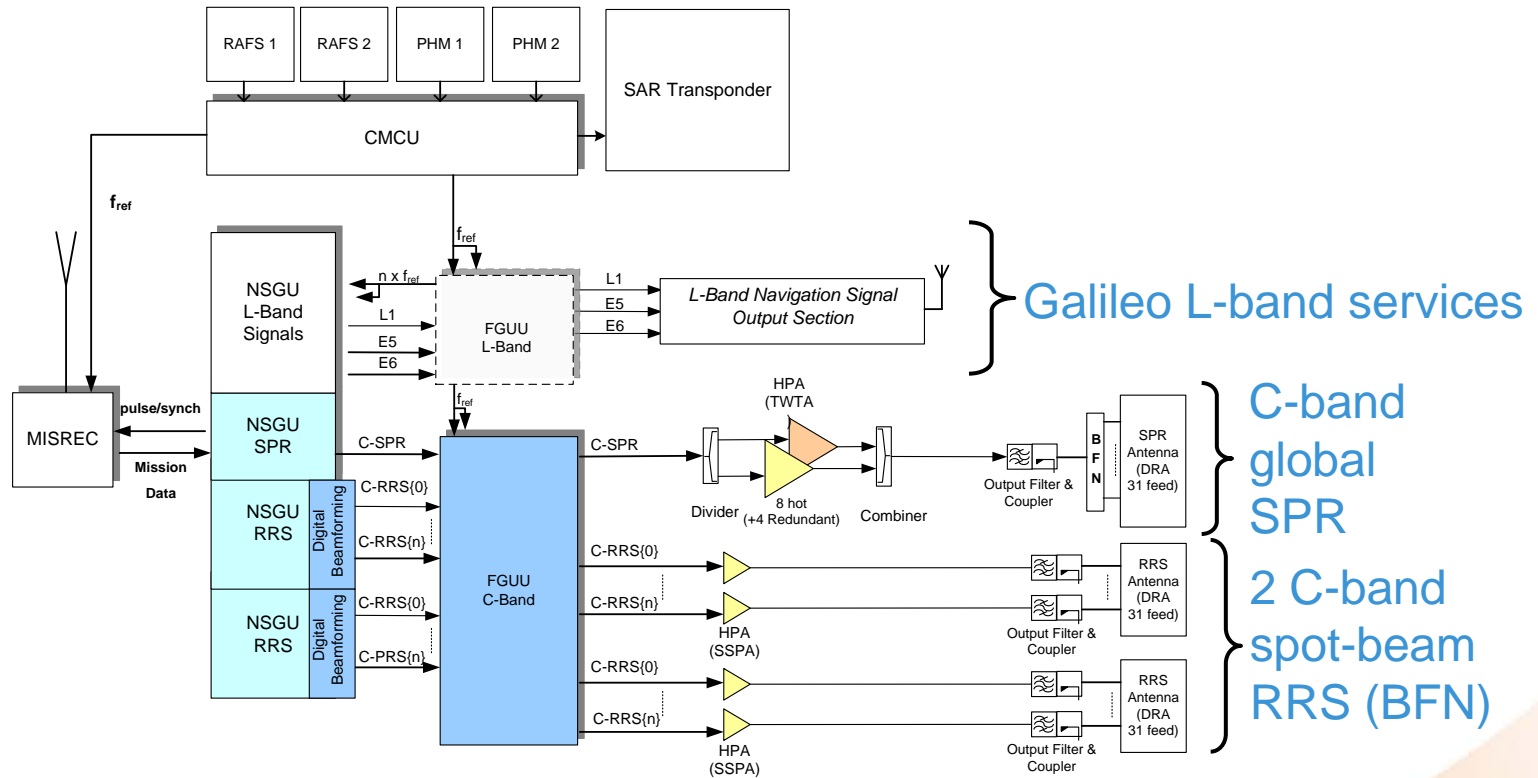 RAFS 1
RAFS 2
PHM 1
PHM 2
SAR Transponder
CMCU
fref
fref
NSGU
L-Band
Signals
n x fref
L1
E5
E6
FGUU
L-Band
L1
E5
E6
L-Band Navigation Signal
Output Section
Galileo L-band services
fref
MISREC
pulse/synch
Mission
Data
NSGU
SPR
C-SPR
C-SPR
HPA
(TWTA
)
Divider
8 hot
(+4 Redundant)
Combiner
Output Filter &
Coupler
B
F
N
SPR
Antenna
(DRA
31 feed)
C-band
global
SPR
NSGU
RRS
Digital
Beamforming
C-RRS{0}
C-RRS{n}
NSGU
RRS
Digital
Beamforming
C-RRS{0}
C-PRS{n}
FGUU
C-Band
C-RRS{0}
C-RRS{n}
HPA
(SSPA)
Output Filter &
Coupler
RRS
Antenna
(DRA
31 feed)
C-RRS{0}
C-RRS{n}
HPA
(SSPA)
Output Filter &
Coupler
RRS
Antenna
(DRA
31 feed)
2 C-band
spot-beam
RRS (BFN)